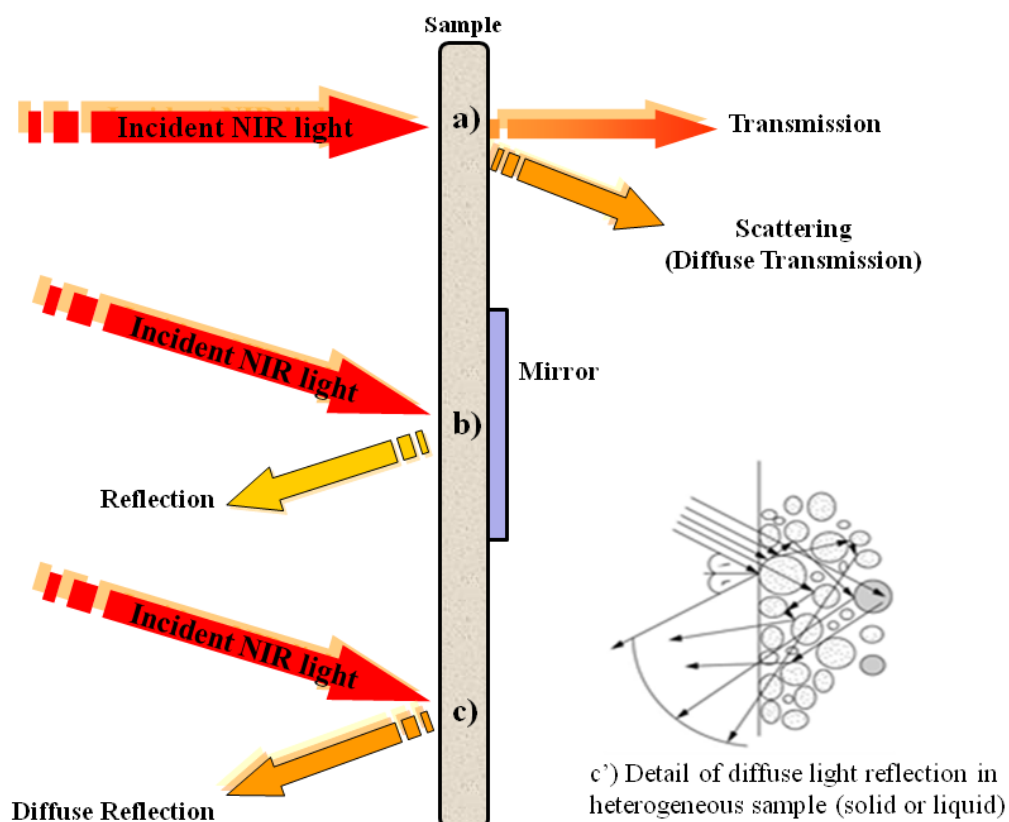 Sample
a)
Incident NIR light
Transmission
Scattering
(Diffuse Transmission)
Incident NIR light
Mirror
b)
Reflection
Incident NIR light
c)
Diffuse Reflection
c’) Detail of diffuse light reflection in
heterogeneous sample (solid or liquid)